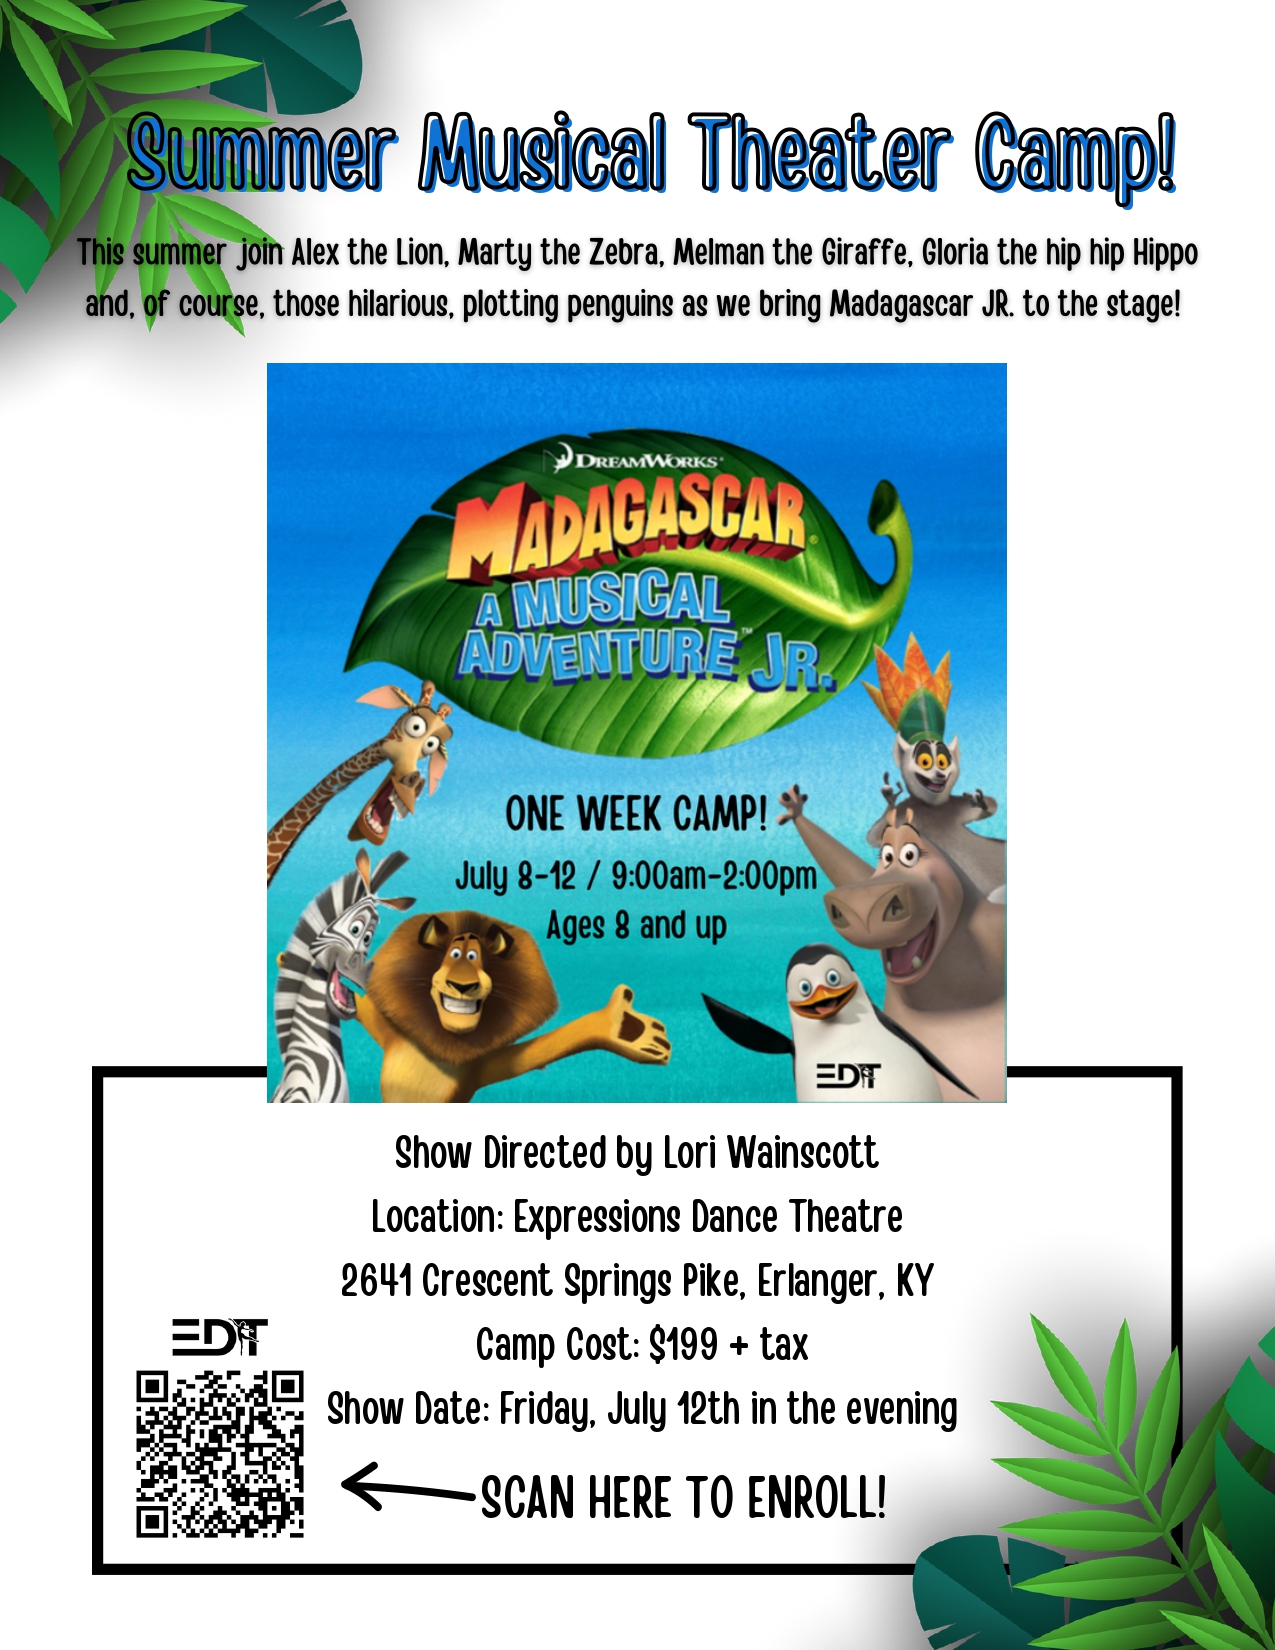 Summer Musical Theater Camp!
This summer join Alex the Lion, Marty the Zebra, Melman the Giraffe, Gloria the hip hip Hippo
and, of course, those hilarious, plotting penguins as we bring Madagascar JR. to the stage!
DREAMWORKS
MADAGASCAR®
A MUSICAL
ADVENTURE™ JR.
ONE WEEK CAMP!
July 8-12 / 9:00am-2:00pm
Ages 8 and up
EDT
Show Directed by Lori Wainscott
Location: Expressions Dance Theatre
2641 Crescent Springs Pike, Erlanger, KY
Camp Cost: $199 + tax
Show Date: Friday, July 12th in the evening
EDT
SCAN HERE TO ENROLL!